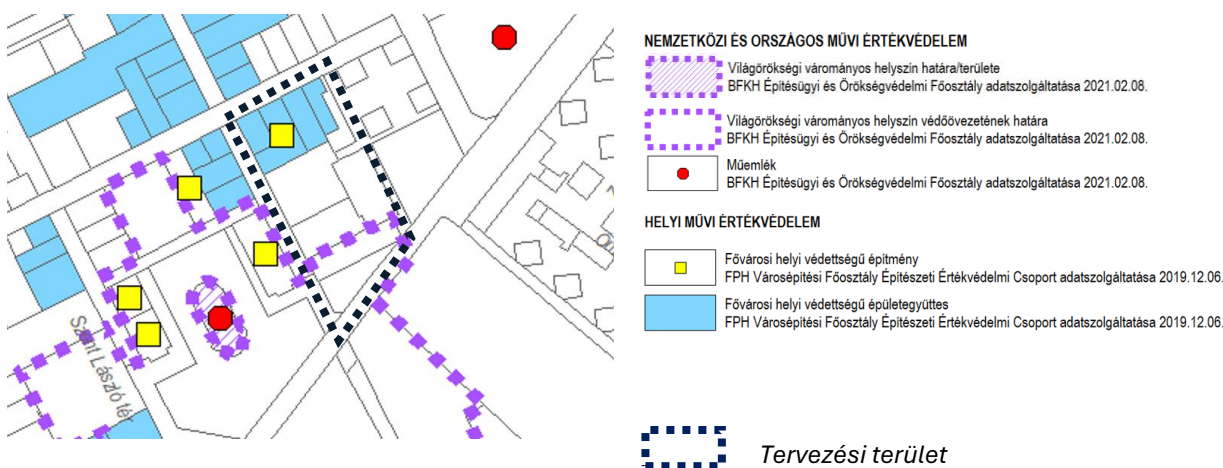 Szent László tér
NEMZETKÖZI ÉS ORSZÁGOS MŰVI ÉRTÉKVÉDELEM
Világörökségi várományos helyszín határa/területe
BFKH Építésügyi és Örökségvédelmi Főosztály adatszolgáltatása 2021.02.08.
Világörökségi várományos helyszín védőövezetének határa
BFKH Építésügyi és Örökségvédelmi Főosztály adatszolgáltatása 2021.02.08.
Műemlék
BFKH Építésügyi és Örökségvédelmi Főosztály adatszolgáltatása 2021.02.08.
HELYI MŰVI ÉRTÉKVÉDELEM
Fővárosi helyi védettségű építmény
FPH Városépítési Főosztály Építészeti Értékvédelmi Csoport adatszolgáltatása 2019.12.06.
Fővárosi helyi védettségű épületegyüttes
FPH Városépítési Főosztály Építészeti Értékvédelmi Csoport adatszolgáltatása 2019.12.06.
Tervezési terület